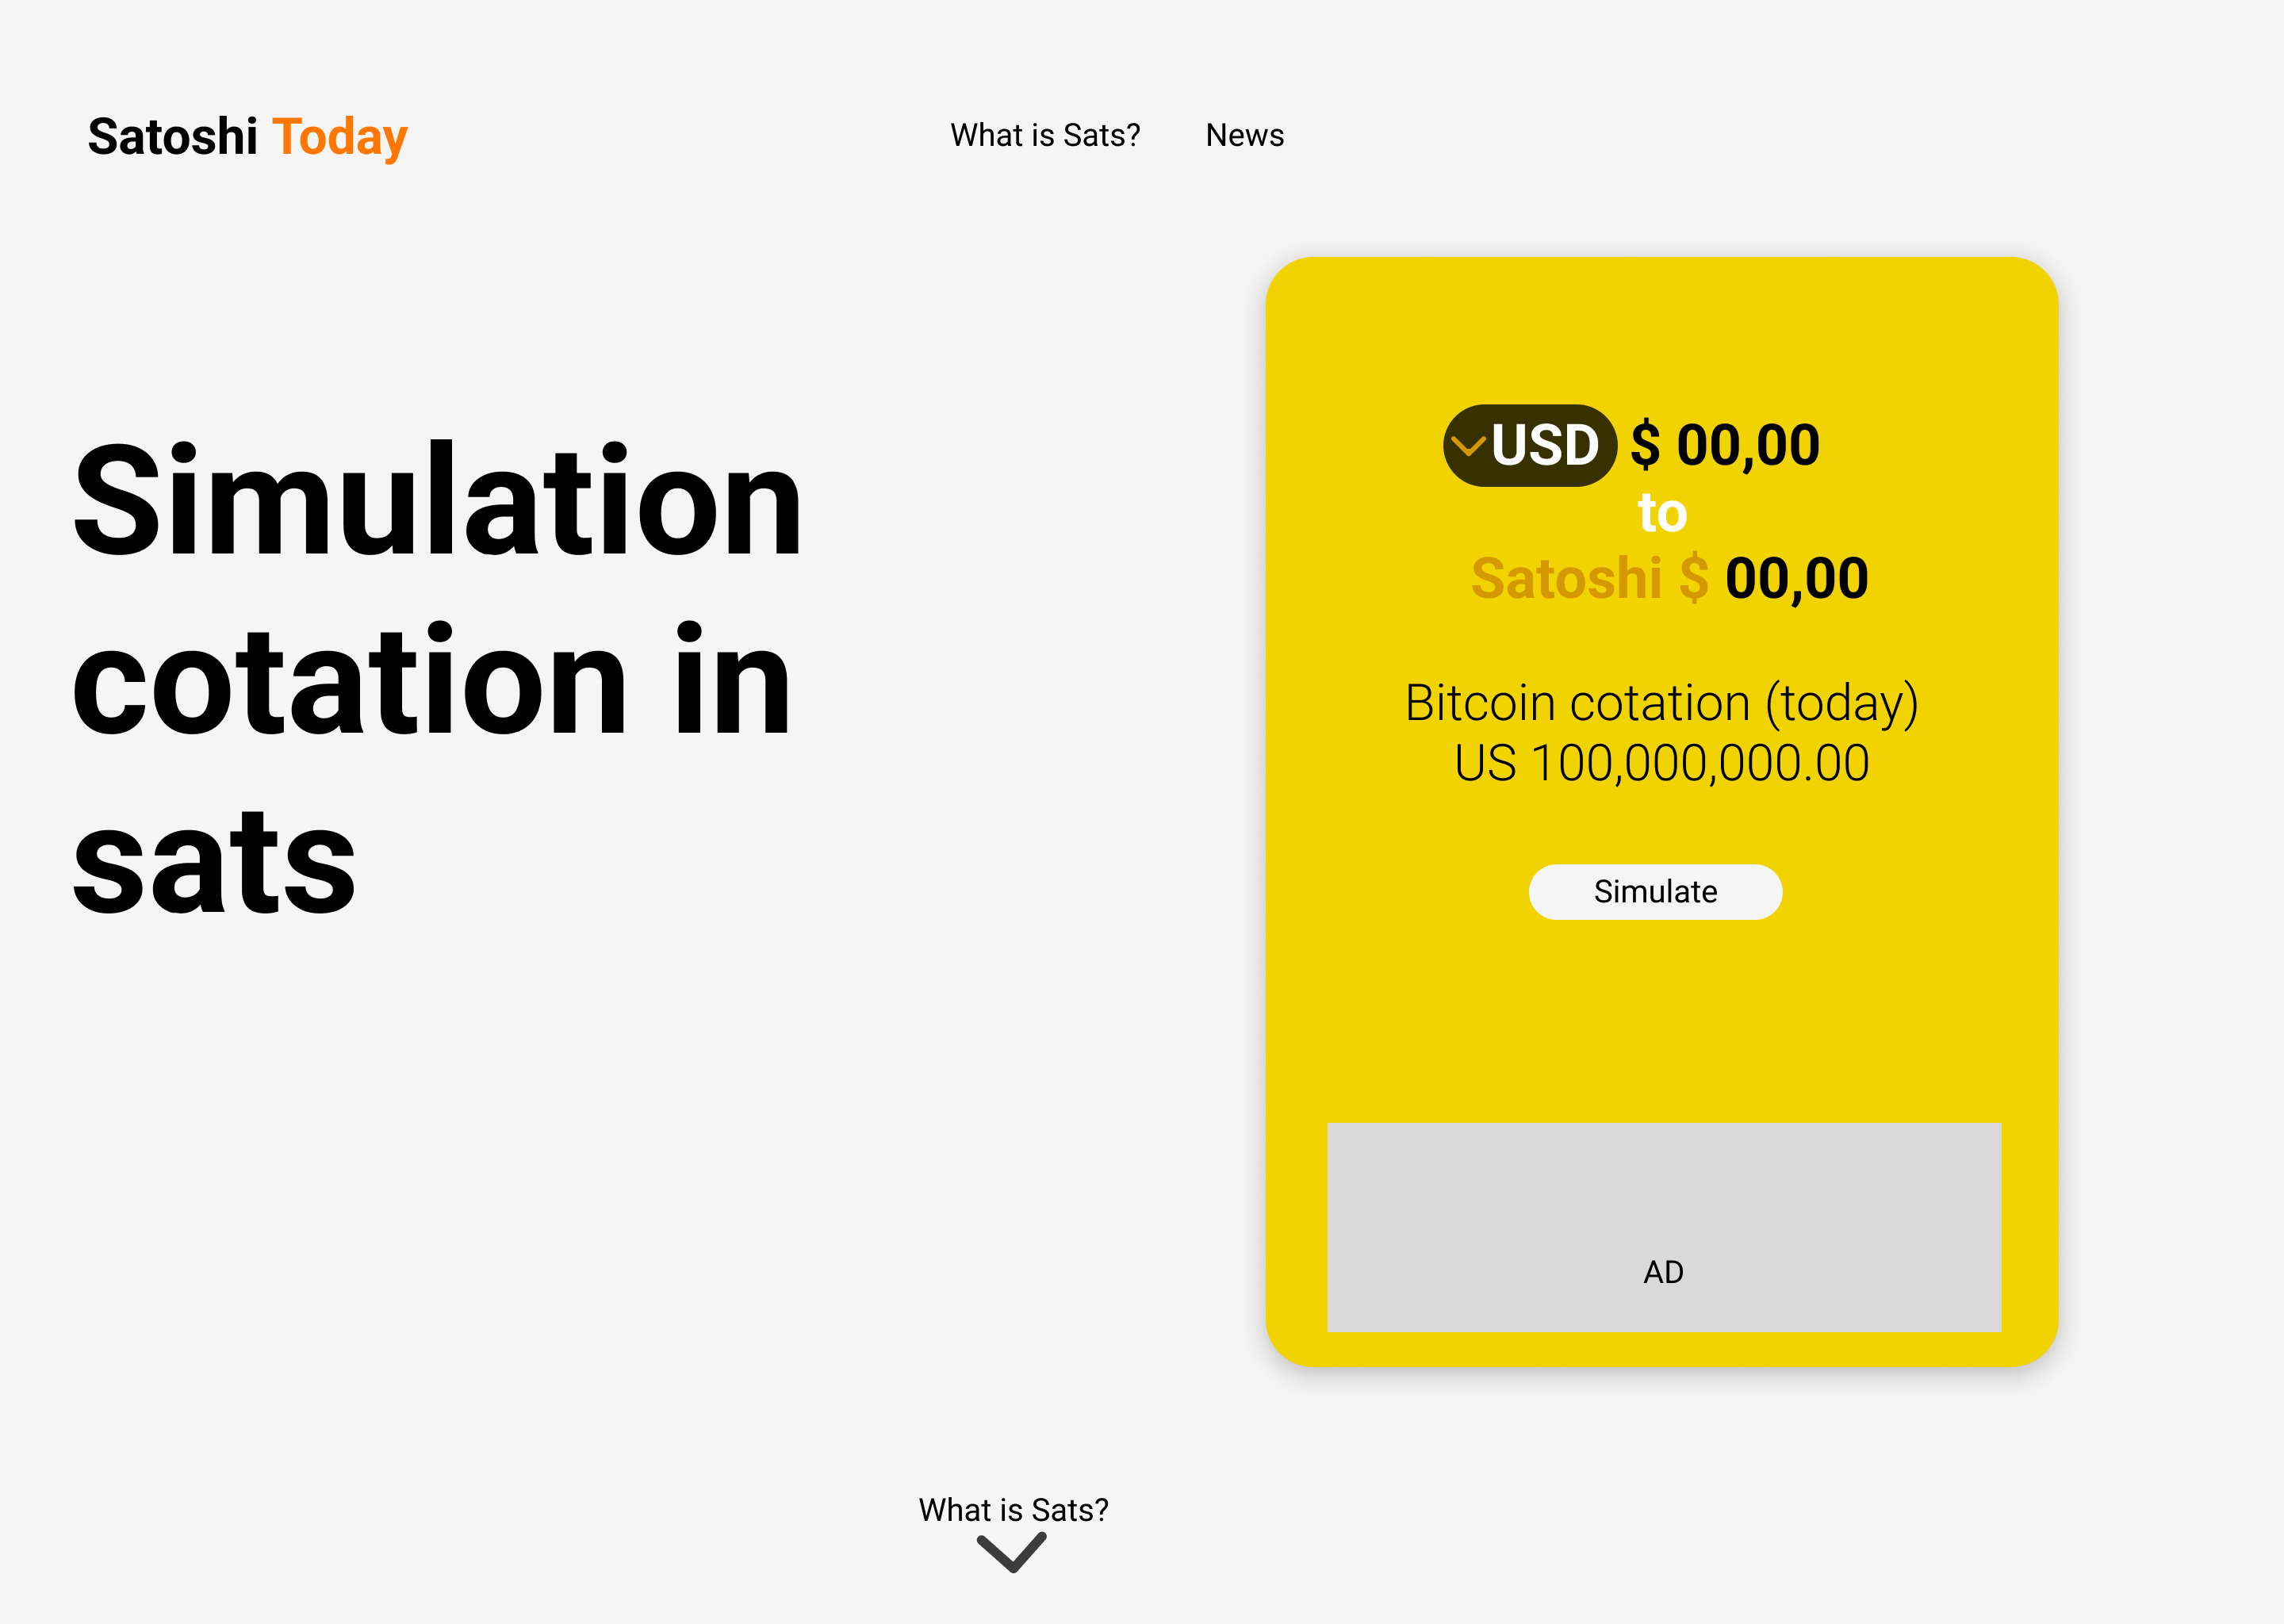 Satoshi Today
What is Sats?
News
Simulation
cotation in
sats
USD $ 00,00
to
Satoshi $ 00,00
Bitcoin cotation (today)
US 100,000,000.00
Simulate
AD
What is Sats?